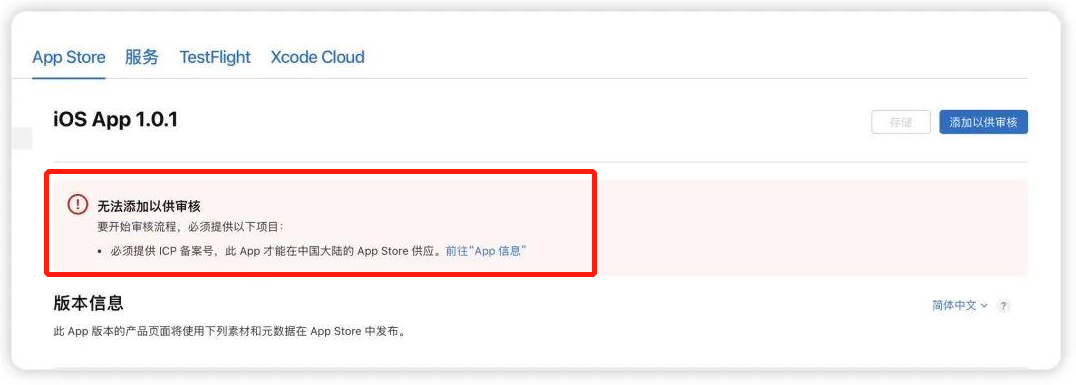 App Store 服务 TestFlight Xcode Cloud
iOS App 1.0.1
存储 添加以供审核
无法添加以供审核
要开始审核流程，必须提供以下项目：
• 必须提供 ICP 备案号，此 App 才能在中国大陆的 App Store 供应。前往“App 信息”
版本信息
简体中文 ?
此 App 版本的产品页面将使用下列素材和元数据在 App Store 中发布。